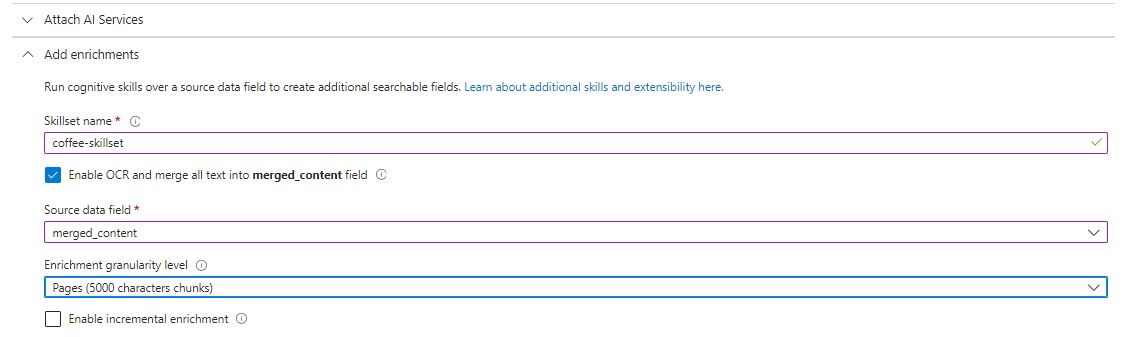 Attach AI Services
Add enrichments
Run cognitive skills over a source data field to create additional searchable fields. Learn about additional skills and extensibility here.
Skillset name *
coffee-skillset
Enable OCR and merge all text into merged_content field
Source data field *
merged_content
Enrichment granularity level
Pages (5000 characters chunks)
Enable incremental enrichment